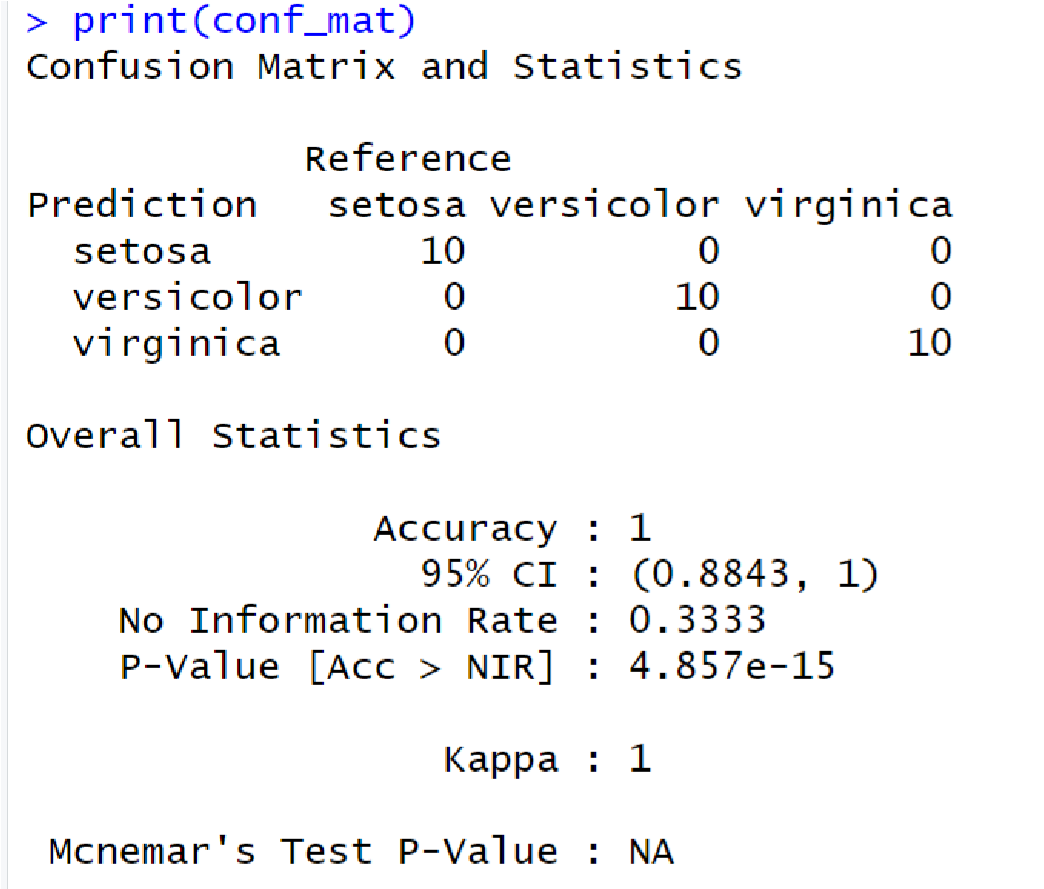 > print(conf_mat)
Confusion Matrix and Statistics
Reference
Prediction setosa versicolor virginica
setosa 10 0 0
versicolor 0 10 0
virginica 0 0 10
Overall Statistics
Accuracy : 1
95% CI : (0.8843, 1)
No Information Rate : 0.3333
P-Value [Acc > NIR] : 4.857e-15
Kappa : 1
Mcnemar's Test P-Value : NA